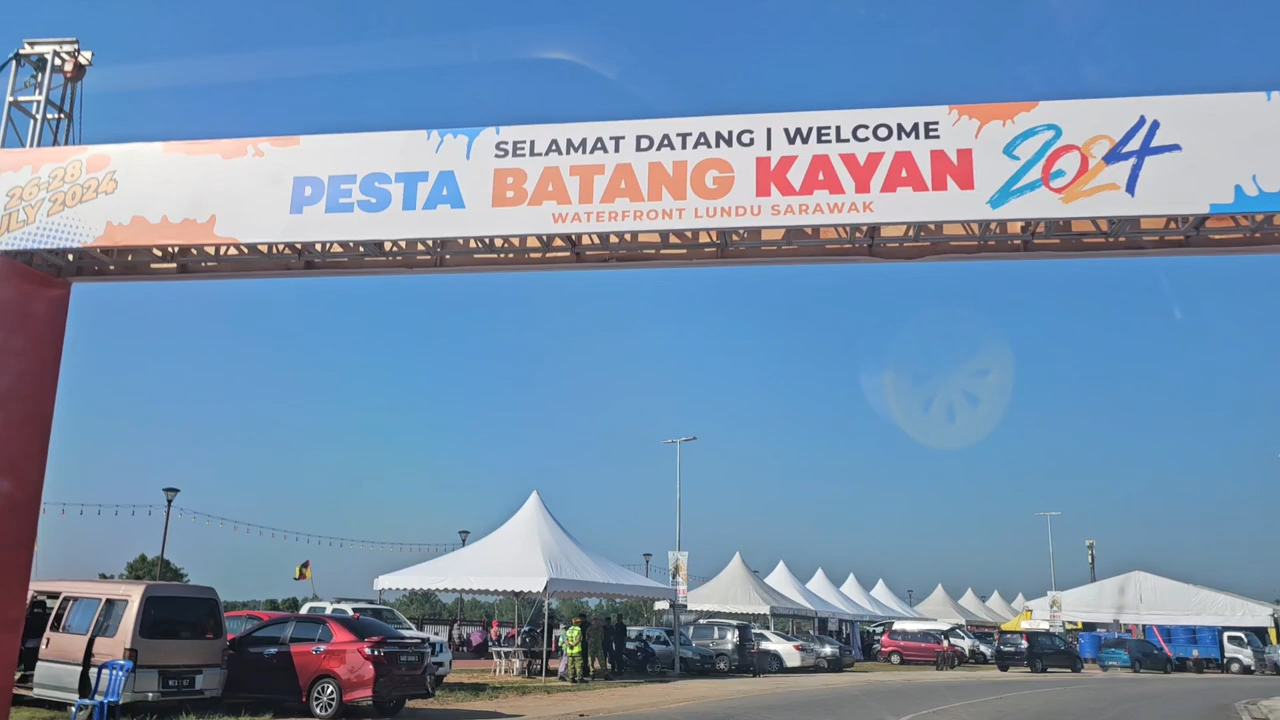 26-28
JULY 2024
SELAMAT DATANG | WELCOME
PESTA BATANG KAYAN 2024
WATERFRONT LUNDU SARAWAK